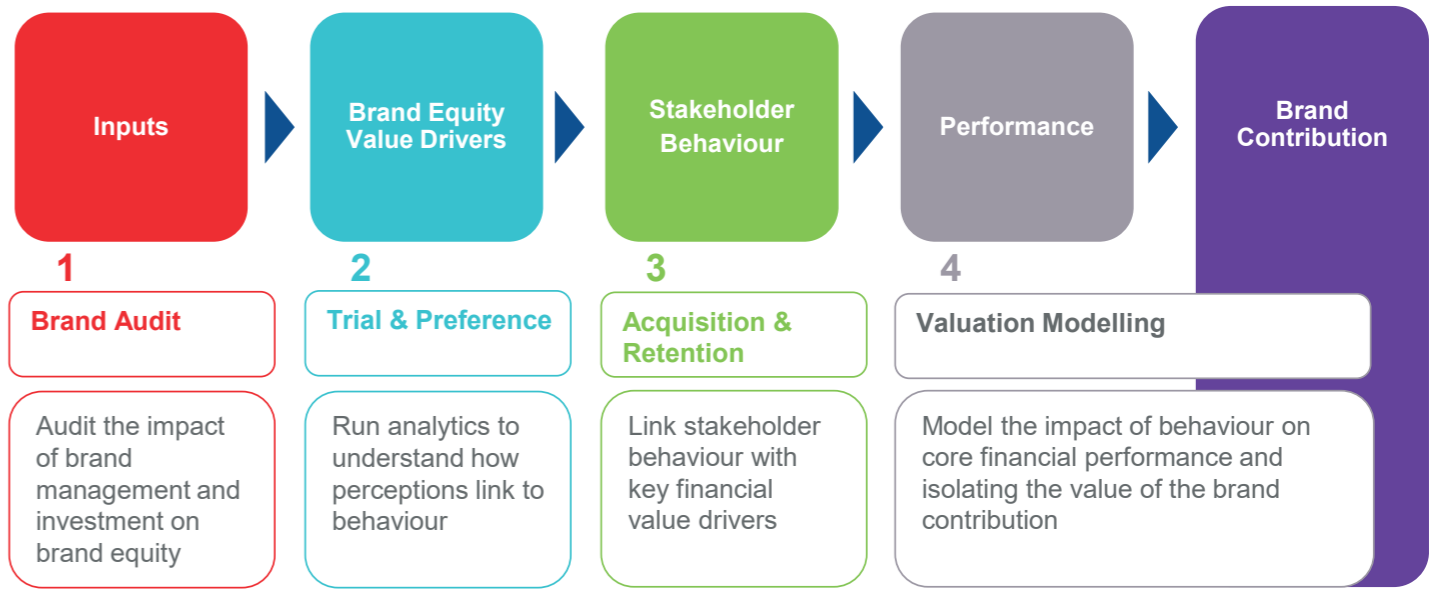 Inputs
Brand Equity
Value Drivers
Stakeholder
Behaviour
Performance
Brand
Contribution
1
2
3
4
Brand Audit
Trial & Preference
Acquisition &
Retention
Valuation Modelling
Audit the impact
of brand
management and
investment on
brand equity
Run analytics to
understand how
perceptions link to
behaviour
Link stakeholder
behaviour with
key financial
value drivers
Model the impact of behaviour on
core financial performance and
isolating the value of the brand
contribution